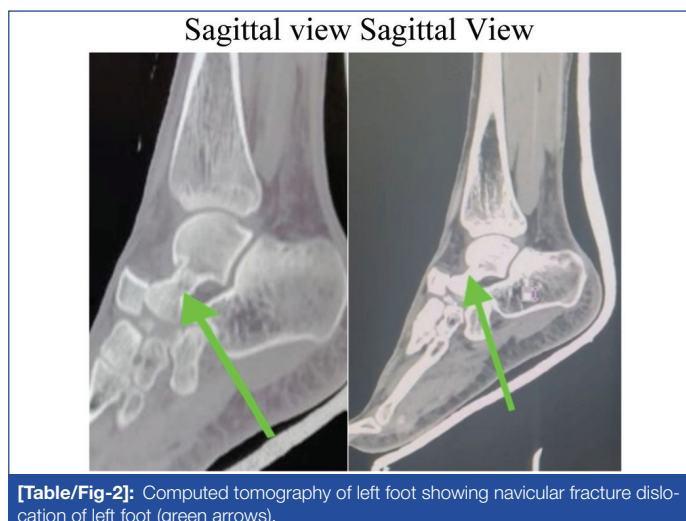 Sagittal view Sagittal View
[Table/Fig-2]: Computed tomography of left foot showing navicular fracture dislo-
cation of left foot (green arrows).